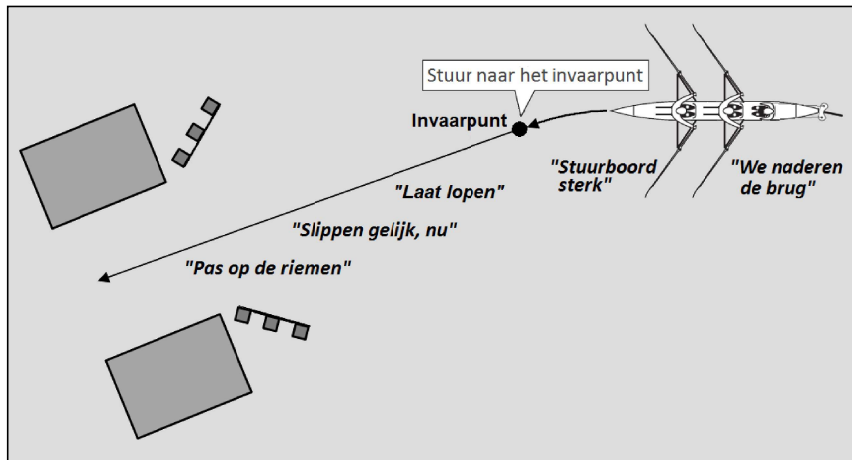 Stuur naar het invaarpunt
Invaarpunt
"Stuurboord
sterk"
"We naderen
de brug"
"Laat lopen"
"Slippen gelijk, nu"
"Pas op de riemen"